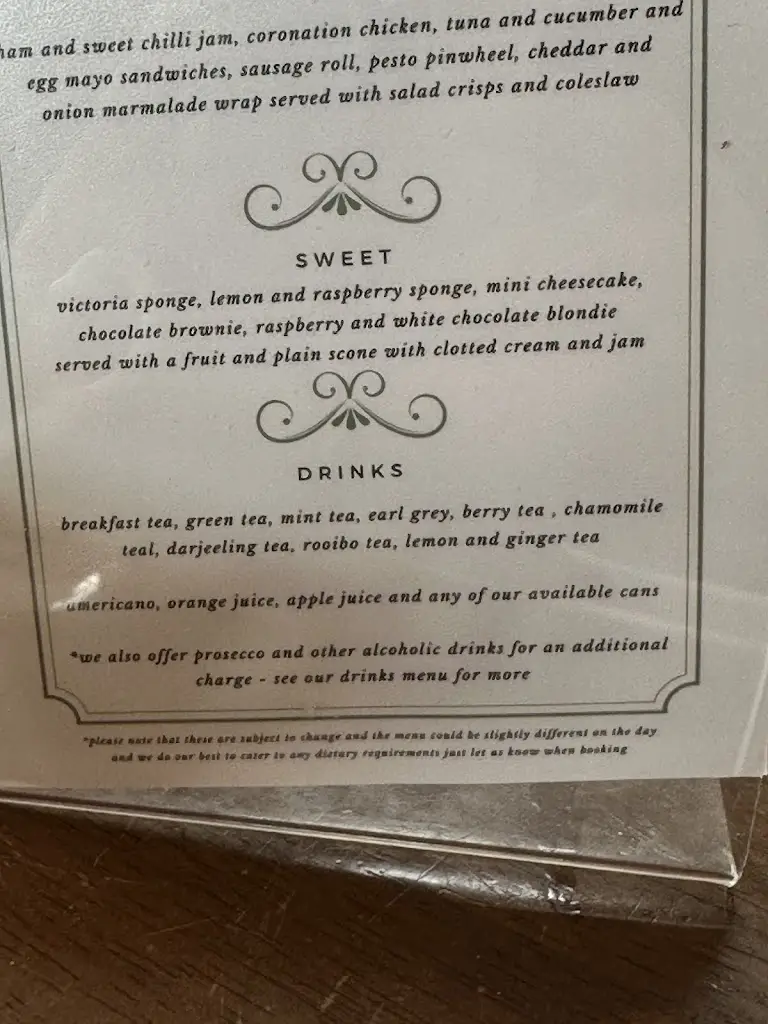 ham and sweet chilli jam, coronation chicken, tuna and cucumber and
egg mayo sandwiches, sausage roll, pesto pinwheel, cheddar and
onion marmalade wrap served with salad crisps and coleslaw
SWEET
victoria sponge, lemon and raspberry sponge, mini cheesecake,
chocolate brownie, raspberry and white chocolate blondie
served with a fruit and plain scone with clotted cream and jam
DRINKS
breakfast tea, green tea, mint tea, earl grey, berry tea , chamomile
teal, darjeeling tea, rooibo tea, lemon and ginger tea
americano, orange juice, apple juice and any of our available cans
*we also offer prosecco and other alcoholic drinks for an additional
charge - see our drinks menu for more
*please note that these are subject to change and the menu could be slightly different on the day
and we do our best to cater to any dietary requirements just let us know when booking